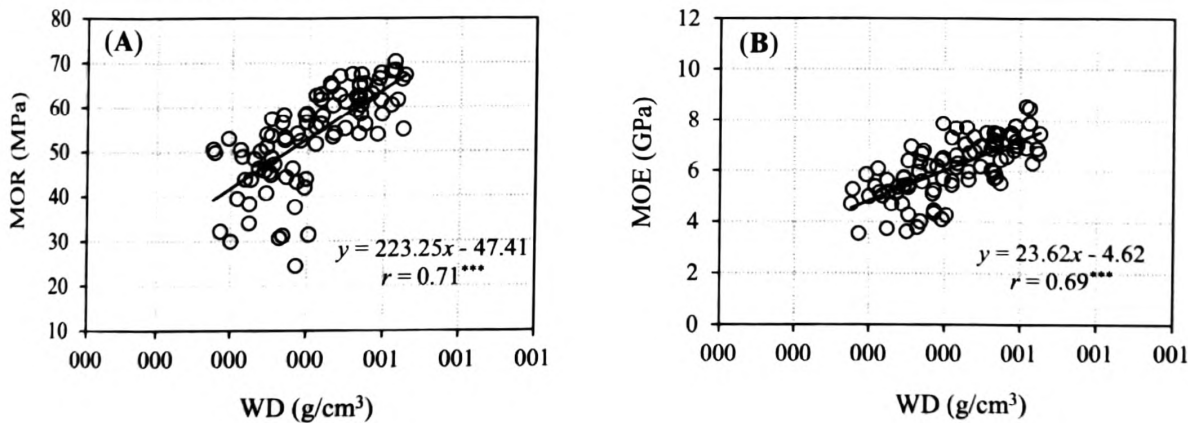 (A)
MOR (MPa)
80
70
60
50
40
30
20
10
y = 223.25x - 47.41
r = 0.71***
000 000 000 000 001 001 001
WD (g/cm³)
(B)
MOE (GPa)
12
10
8
6
4
2
0
y = 23.62x - 4.62
r = 0.69***
000 000 000 000 001 001 001
WD (g/cm³)